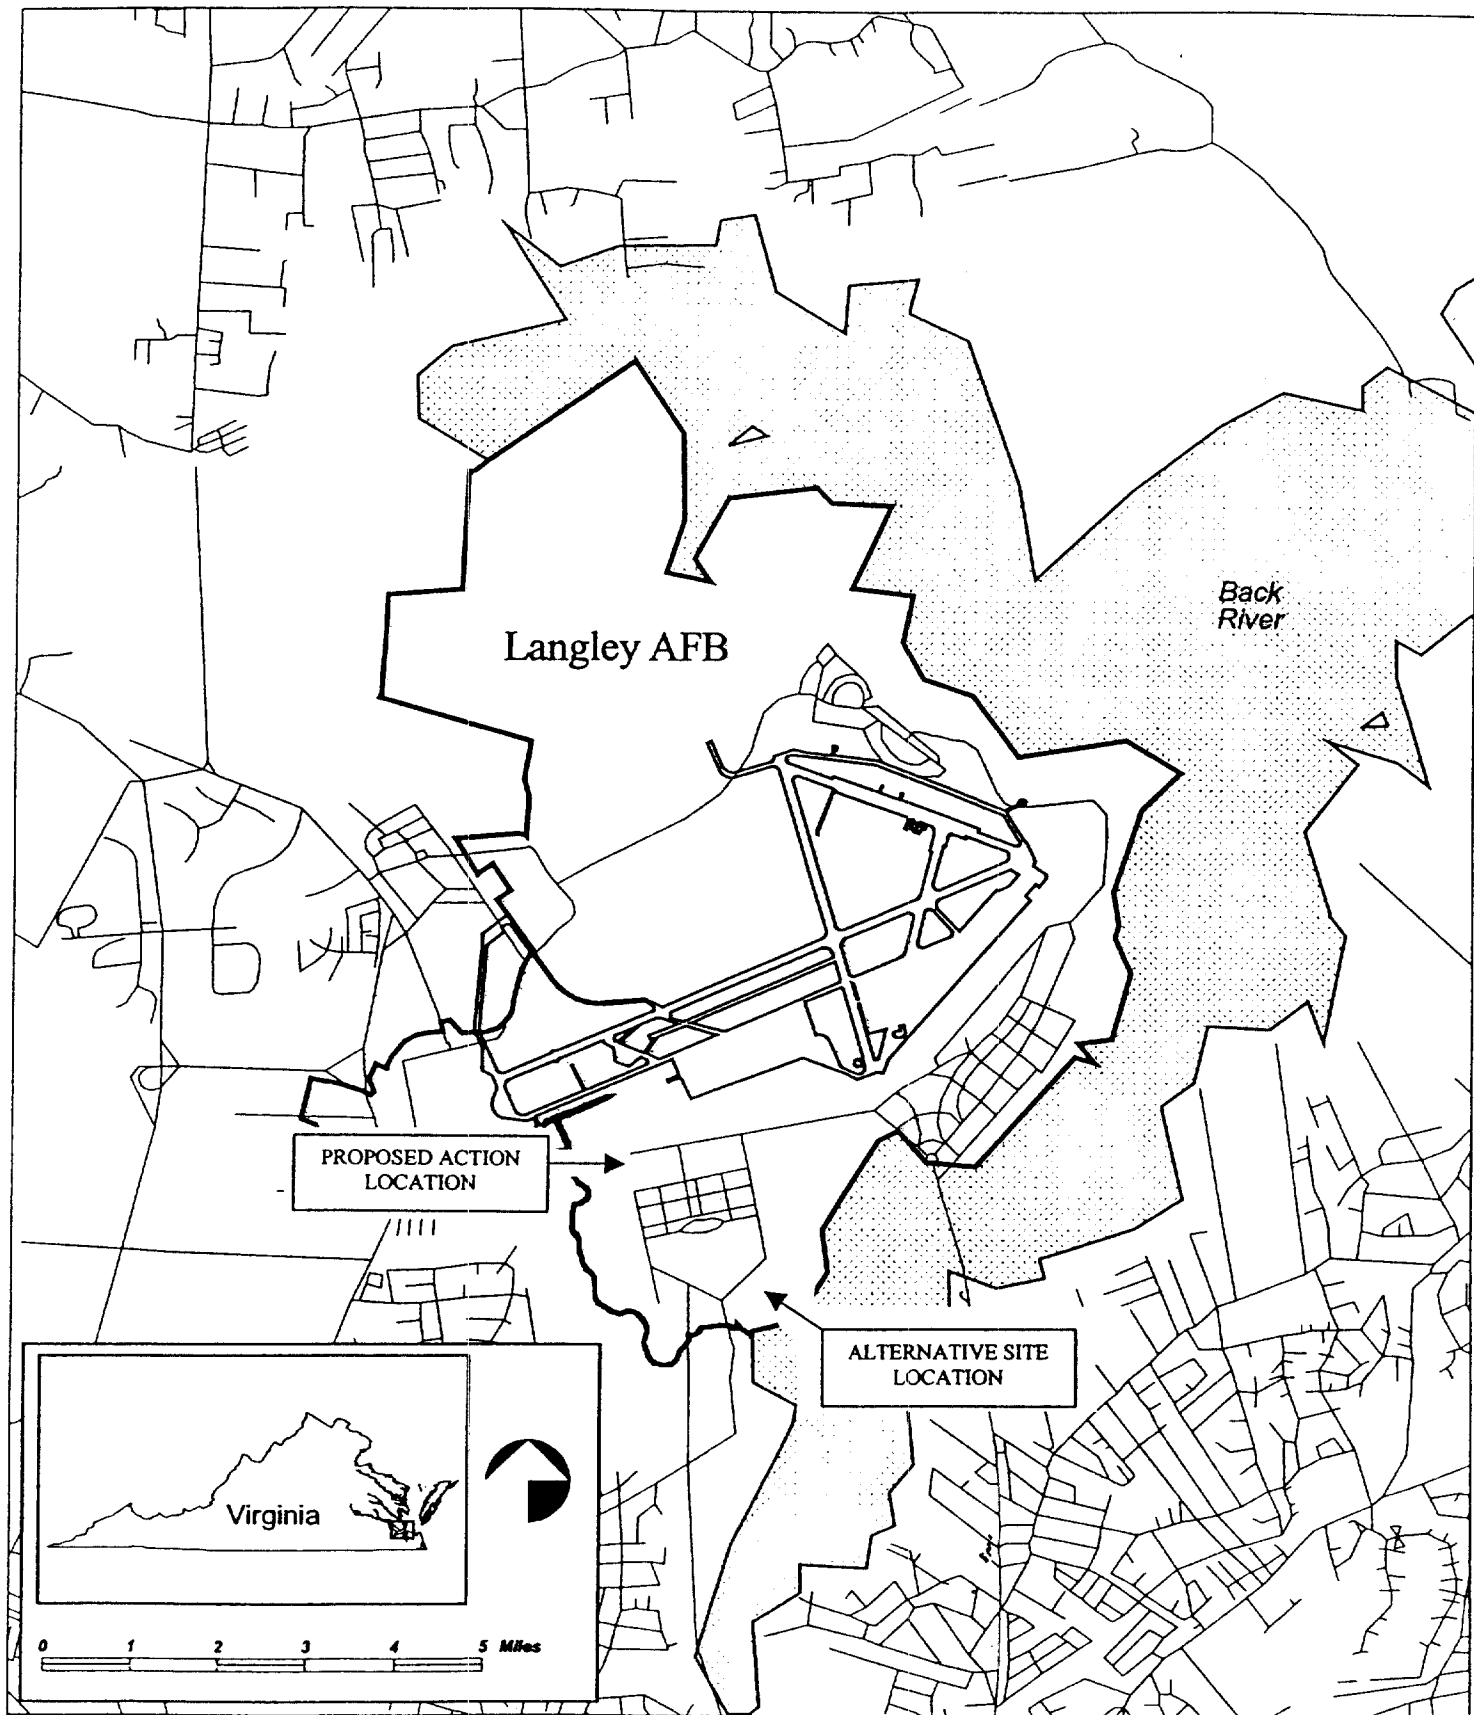 Langley AFB
Back
River
PROPOSED ACTION
LOCATION
ALTERNATIVE SITE
LOCATION
Virginia
0 1 2 3 4 5 Miles